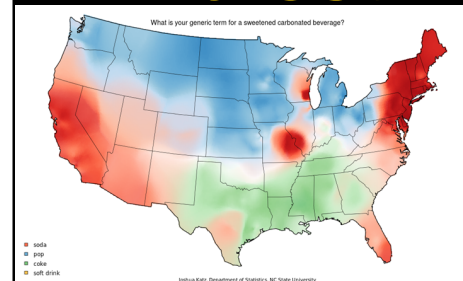 What is your generic term for a sweetened carbonated beverage?
soda
pop
coke
soft drink
Joshua Katz, Department of Statistics, NC State University